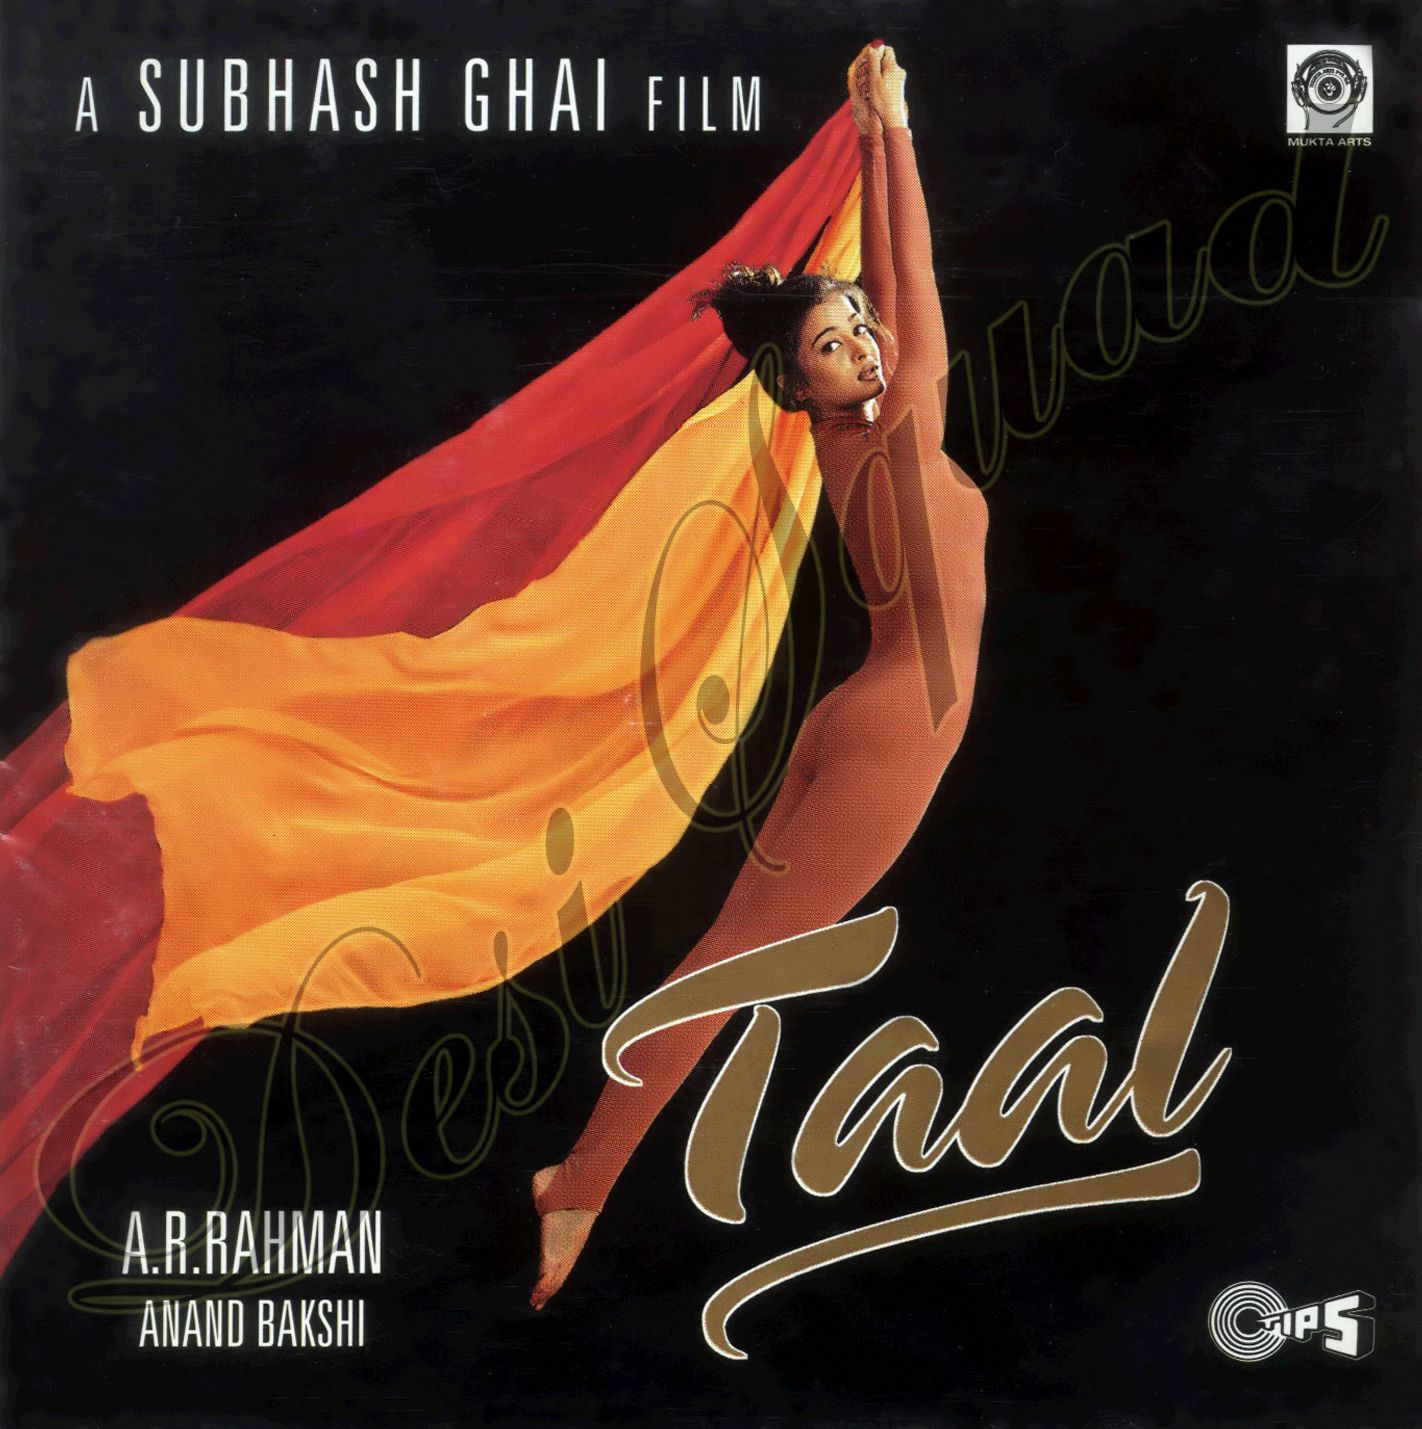 A SUBHASH GHAI FILM
MUKTA ARTS
Desi Squad
Taal
A.R.RAHMAN
ANAND BAKSHI
TIPS